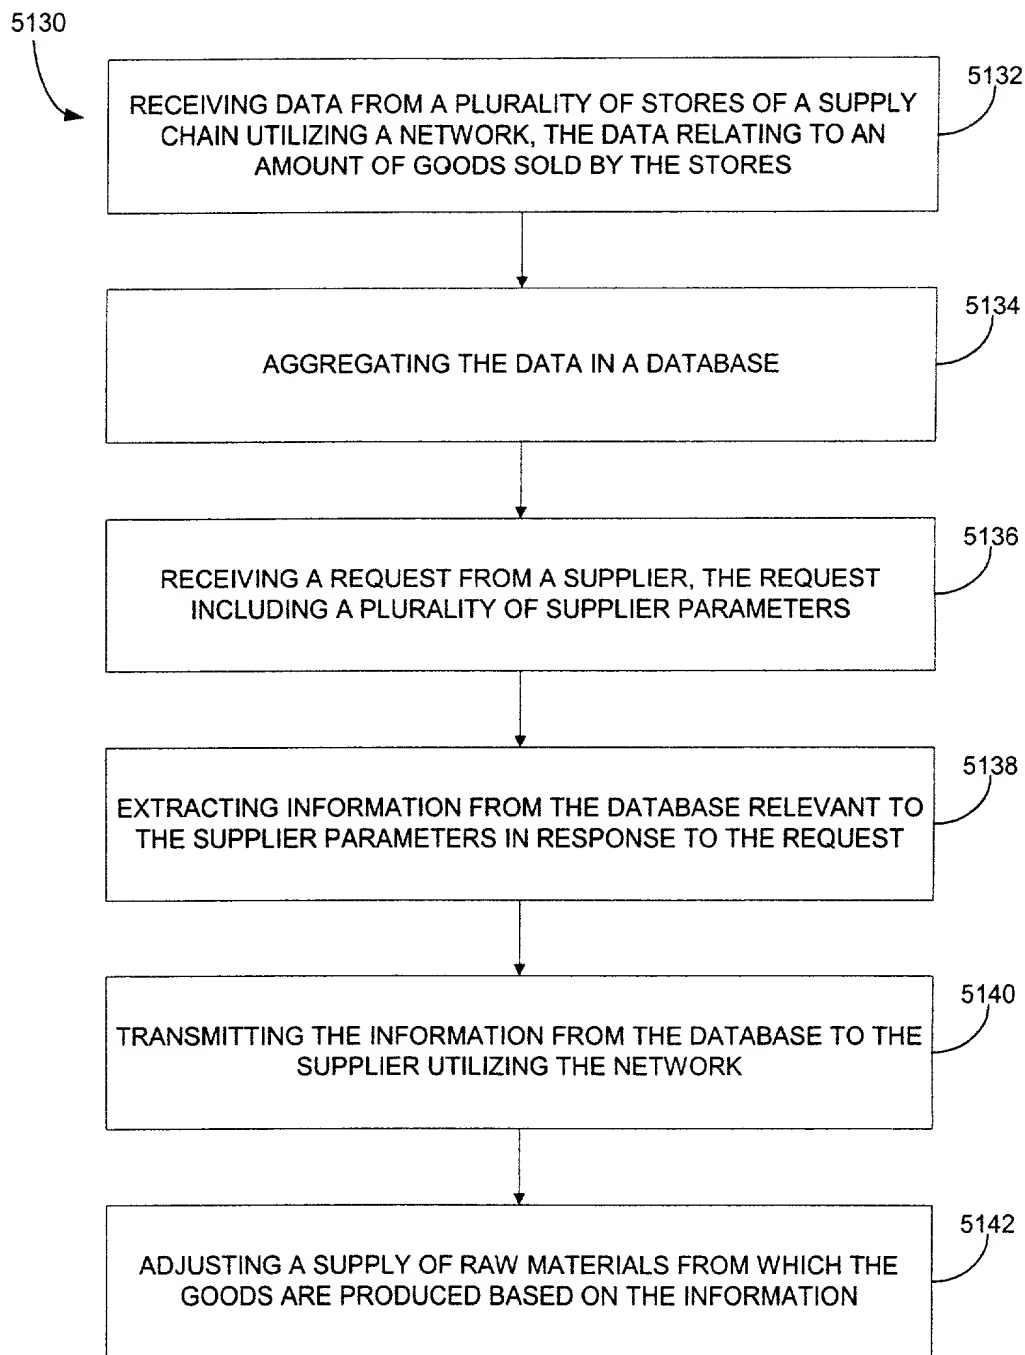 5130
5132
RECEIVING DATA FROM A PLURALITY OF STORES OF A SUPPLY
CHAIN UTILIZING A NETWORK, THE DATA RELATING TO AN
AMOUNT OF GOODS SOLD BY THE STORES
5134
AGGREGATING THE DATA IN A DATABASE
5136
RECEIVING A REQUEST FROM A SUPPLIER, THE REQUEST
INCLUDING A PLURALITY OF SUPPLIER PARAMETERS
5138
EXTRACTING INFORMATION FROM THE DATABASE RELEVANT TO
THE SUPPLIER PARAMETERS IN RESPONSE TO THE REQUEST
5140
TRANSMITTING THE INFORMATION FROM THE DATABASE TO THE
SUPPLIER UTILIZING THE NETWORK
5142
ADJUSTING A SUPPLY OF RAW MATERIALS FROM WHICH THE
GOODS ARE PRODUCED BASED ON THE INFORMATION